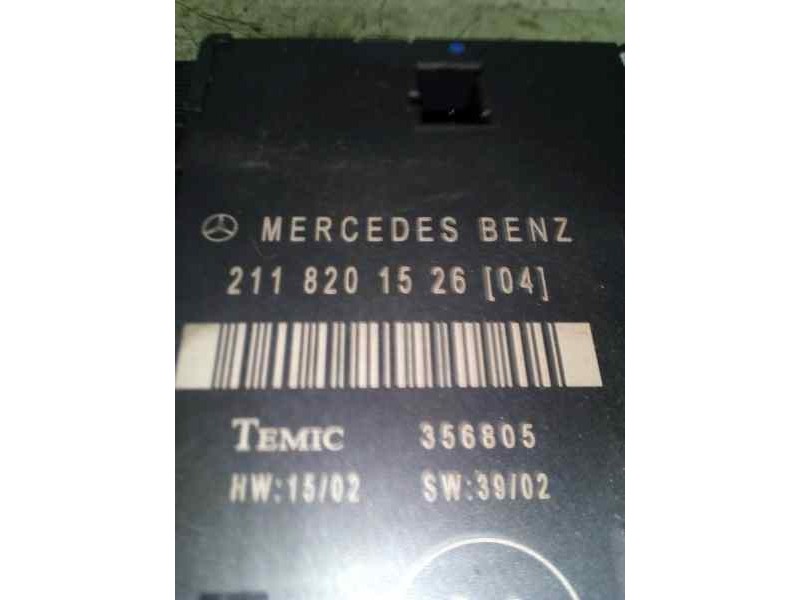 MERCEDES BENZ
211 820 15 26 [04]
TEMIC 356805
HW:15/02 SW:39/02